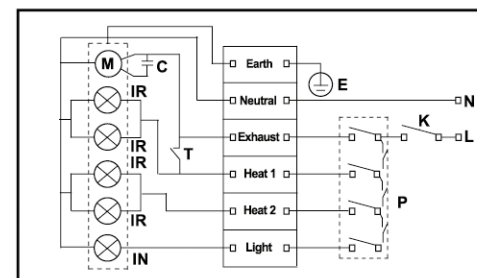 M
C
Earth
E
IR
Neutral
N
IR
Exhaust
K
L
IR
T
Heat 1
P
IR
Heat 2
IN
Light